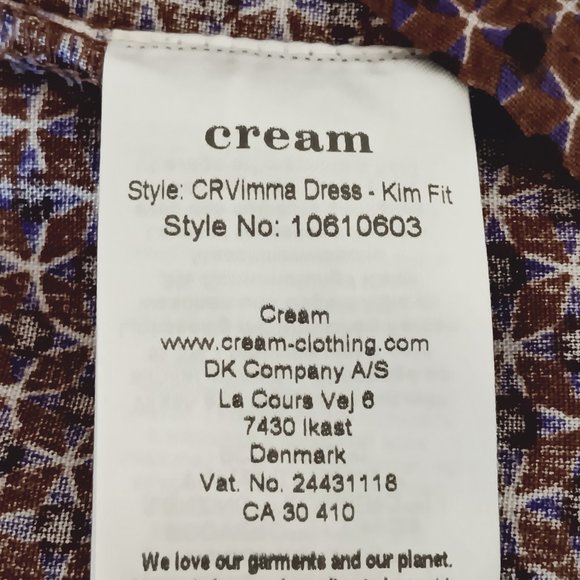 cream
Style: CRVimma Dress - Kim Fit
Style No: 10610603
Cream
www.cream-clothing.com
DK Company A/S
La Cours Vej 6
7430 Ikast
Denmark
Vat. No. 24431118
CA 30 410
We love our garments and our planet.